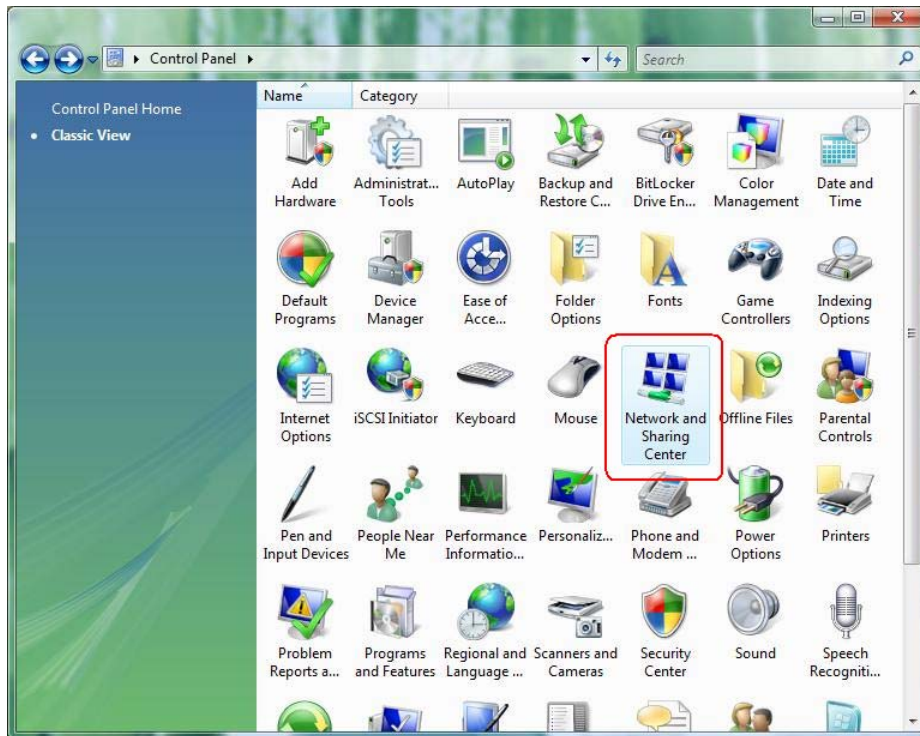 Control Panel
Search
Control Panel Home
Classic View
Name Category
Add Hardware
Administrat... Tools
AutoPlay
Backup and Restore C...
BitLocker Drive En...
Color Management
Date and Time
Default Programs
Device Manager
Ease of Acce...
Folder Options
Fonts
Game Controllers
Indexing Options
Internet Options
iSCSI Initiator
Keyboard
Mouse
Network and Sharing Center
Offline Files
Parental Controls
Pen and Input Devices
People Near Me
Performance Informatio...
Personaliz...
Phone and Modem ...
Power Options
Printers
Problem Reports a...
Programs and Features
Regional and Language ...
Scanners and Cameras
Security Center
Sound
Speech Recogniti...